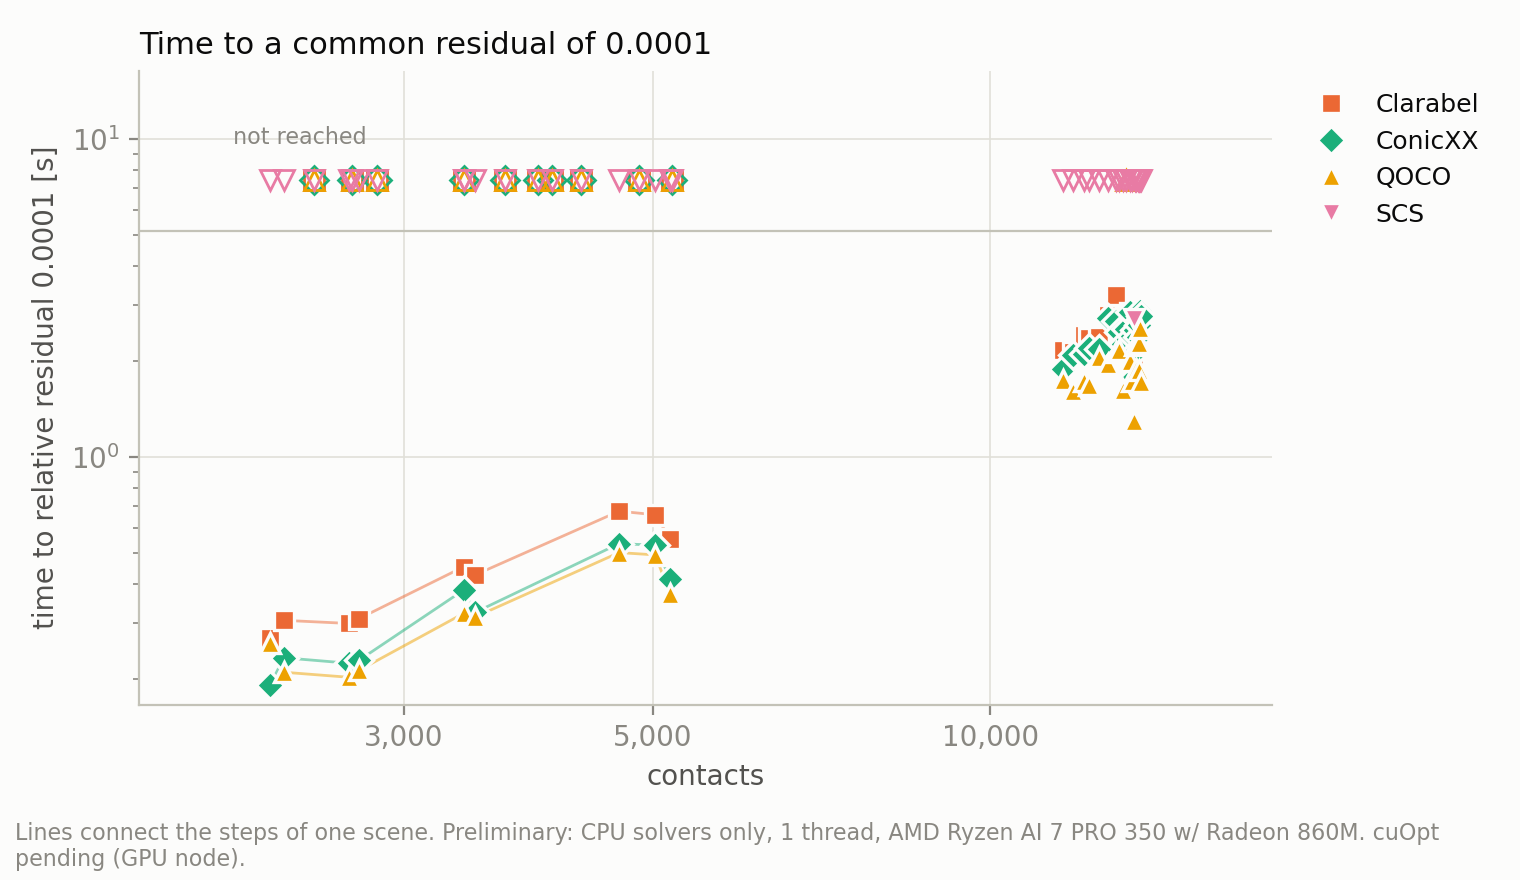 Time to a common residual of 0.0001
not reached
10¹
10⁰
time to relative residual 0.0001 [s]
3,000
5,000
10,000
contacts
Clarabel
ConicXX
QOCO
SCS
Lines connect the steps of one scene. Preliminary: CPU solvers only, 1 thread, AMD Ryzen AI 7 PRO 350 w/ Radeon 860M. cuOpt
pending (GPU node).